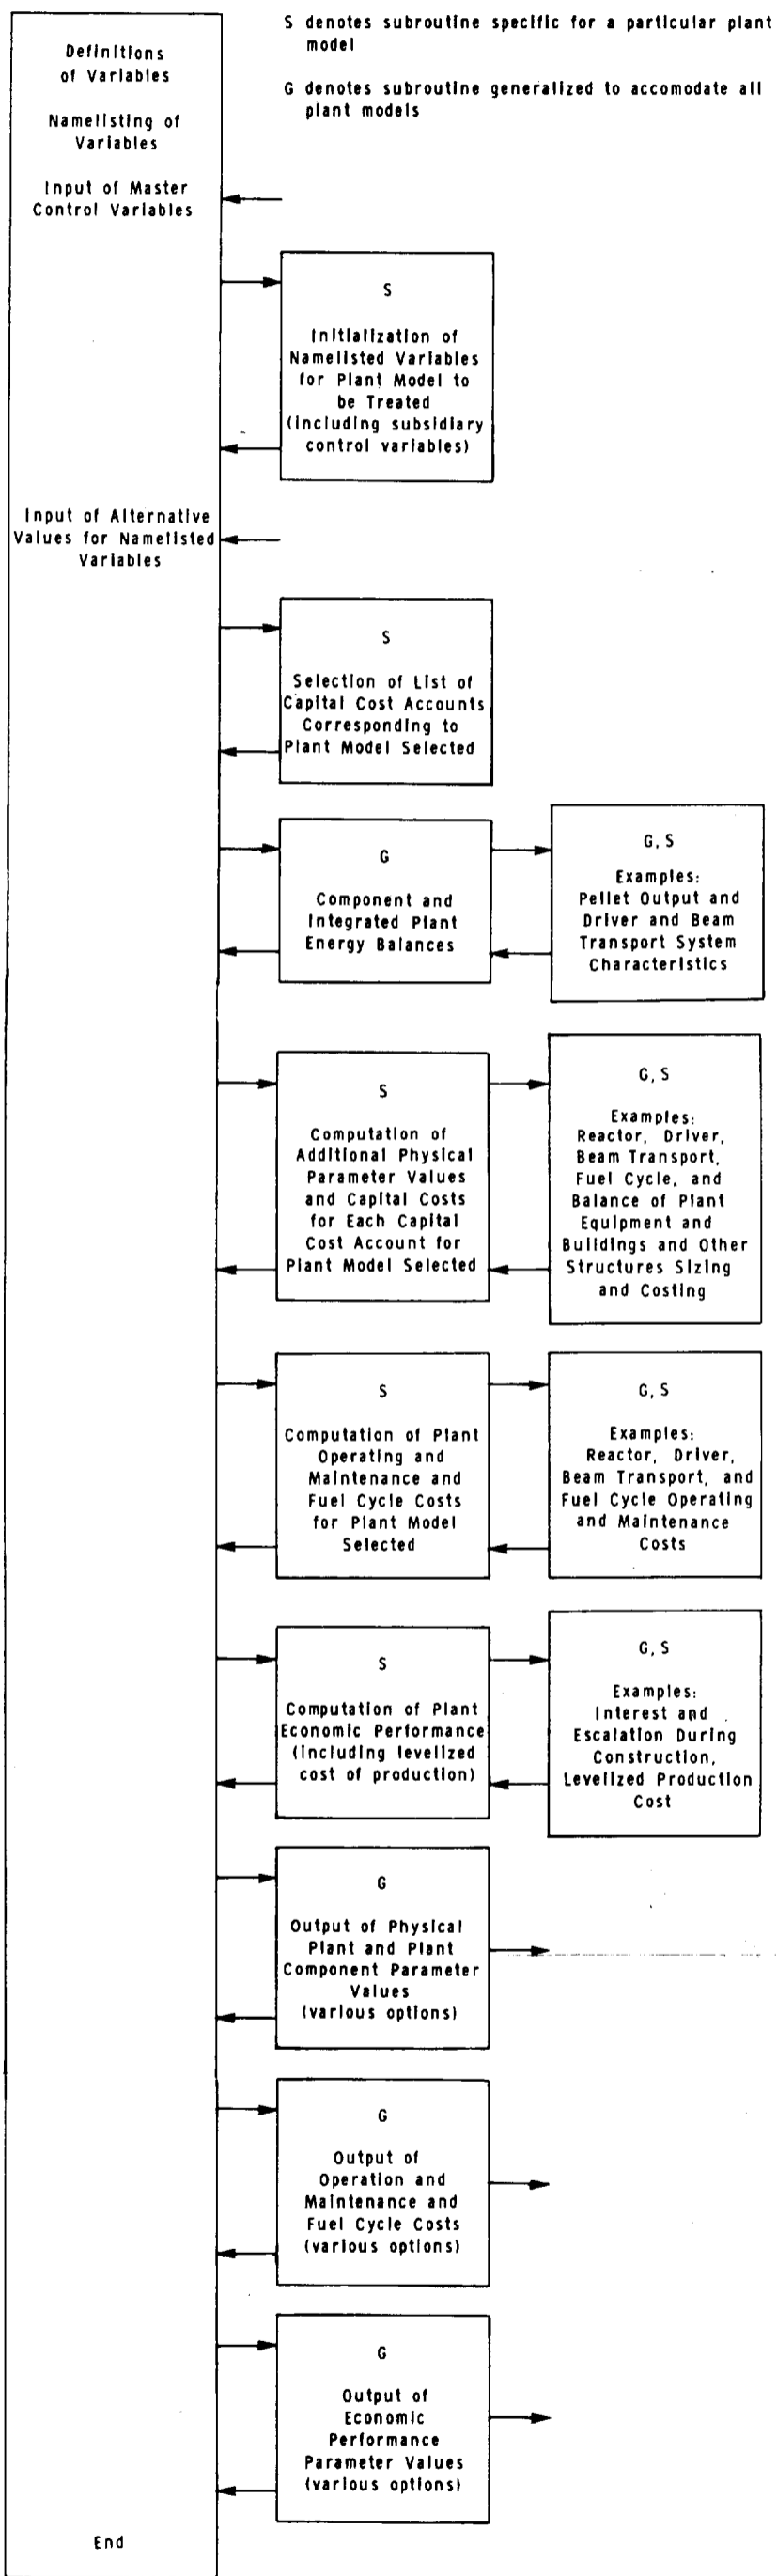 S denotes subroutine specific for a particular plant
model
G denotes subroutine generalized to accomodate all
plant models
Definitions
of Variables
Namelisting of
Variables
Input of Master
Control Variables
S
Initialization of
Namelisted Variables
for Plant Model to
be Treated
(including subsidiary
control variables)
Input of Alternative
Values for Namelisted
Variables
S
Selection of List of
Capital Cost Accounts
Corresponding to
Plant Model Selected
G
Component and
Integrated Plant
Energy Balances
G, S
Examples:
Pellet Output and
Driver and Beam
Transport System
Characteristics
S
Computation of
Additional Physical
Parameter Values
and Capital Costs
for Each Capital
Cost Account for
Plant Model Selected
G, S
Examples:
Reactor, Driver,
Beam Transport,
Fuel Cycle, and
Balance of Plant
Equipment and
Buildings and Other
Structures Sizing
and Costing
S
Computation of Plant
Operating and
Maintenance and
Fuel Cycle Costs
for Plant Model
Selected
G, S
Examples:
Reactor, Driver,
Beam Transport, and
Fuel Cycle Operating
and Maintenance
Costs
S
Computation of Plant
Economic Performance
(including levelized
cost of production)
G, S
Examples:
Interest and
Escalation During
Construction,
Levelized Production
Cost
G
Output of Physical
Plant and Plant
Component Parameter
Values
(various options)
G
Output of
Operation and
Maintenance and
Fuel Cycle Costs
(various options)
G
Output of
Economic
Performance
Parameter Values
(various options)
End